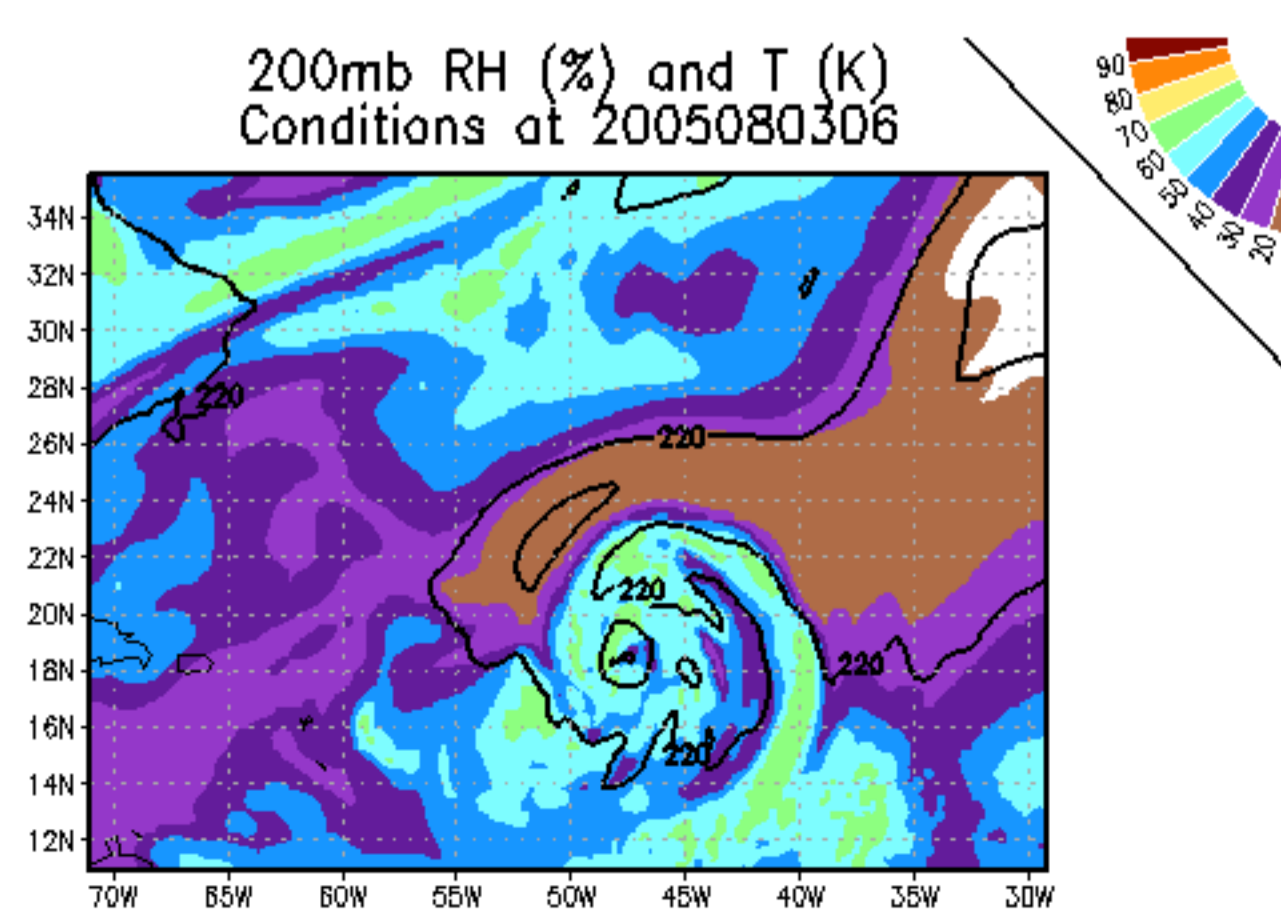 200mb RH (%) and T (K)
Conditions at 2005080306
90
80
70
60
50
40
30
20
34N
32N
30N
28N
26N
24N
22N
20N
18N
16N
14N
12N
220
220
220
220
220
70W
65W
60W
55W
50W
45W
40W
35W
30W